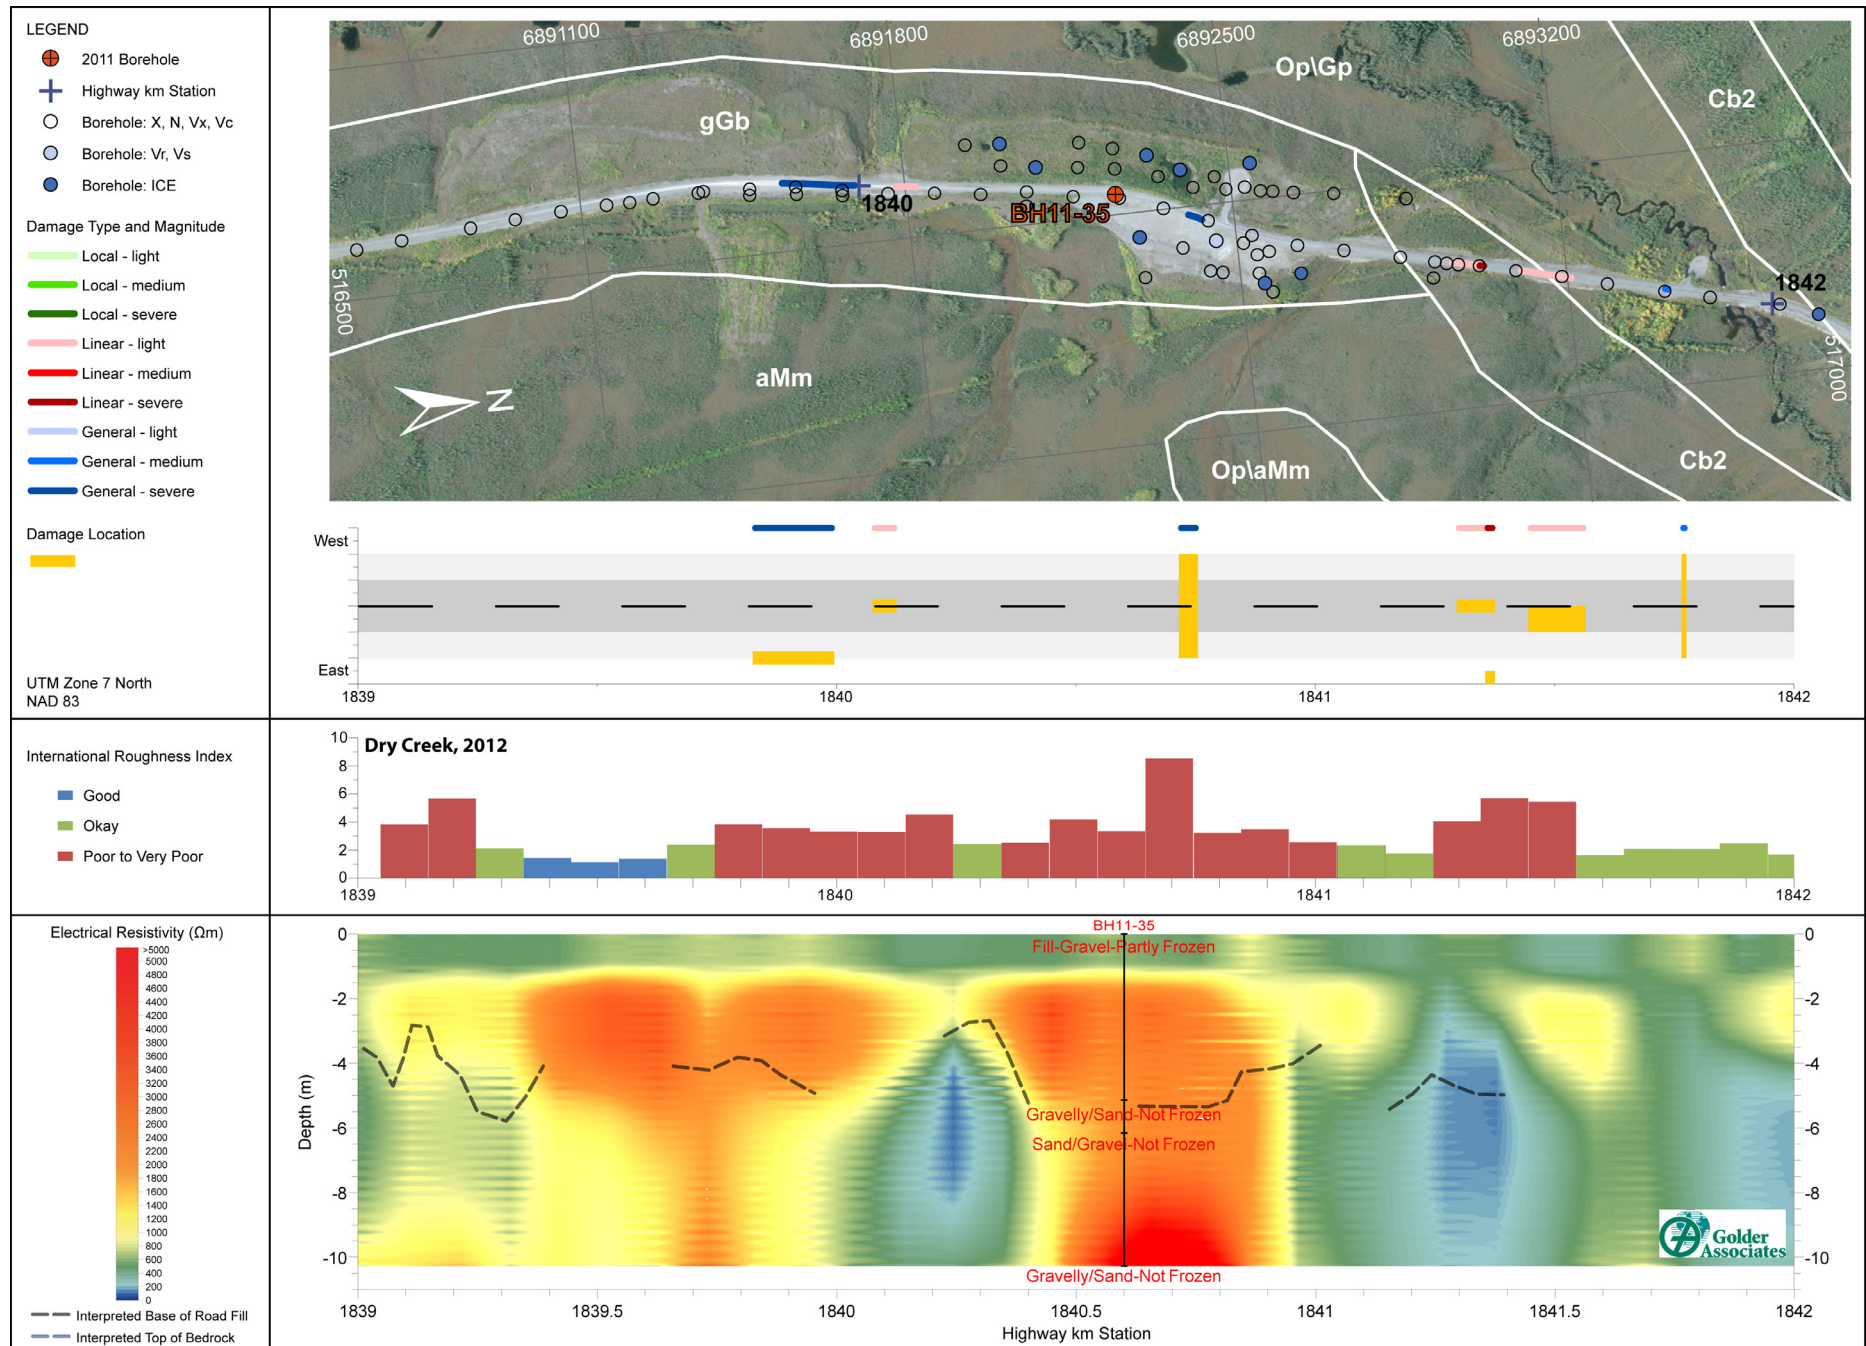 LEGEND
2011 Borehole
Highway km Station
Borehole: X, N, Vx, Vc
Borehole: Vr, Vs
Borehole: ICE
Damage Type and Magnitude
Local - light
Local - medium
Local - severe
Linear - light
Linear - medium
Linear - severe
General - light
General - medium
General - severe
Damage Location
UTM Zone 7 North
NAD 83
6891100
6891800
6892500
6893200
Op\Gp
Cb2
gGb
1840
BH11-35
1842
516500
517000
aMm
N
Op\aMm
Cb2
West
East
1839
1840
1841
1842
International Roughness Index
Good
Okay
Poor to Very Poor
Dry Creek, 2012
10
8
6
4
2
0
1839
1840
1841
1842
Electrical Resistivity (Ωm)
>5000
5000
4800
4600
4400
4200
4000
3800
3600
3400
3200
3000
2800
2600
2400
2200
2000
1800
1600
1400
1200
1000
800
600
400
200
0
Interpreted Base of Road Fill
Interpreted Top of Bedrock
BH11-35
Fill-Gravel-Partly Frozen
Gravelly/Sand-Not Frozen
Sand/Gravel-Not Frozen
Gravelly/Sand-Not Frozen
Depth (m)
0
-2
-4
-6
-8
-10
0
-2
-4
-6
-8
-10
Golder
Associates
1839
1839.5
1840
1840.5
1841
1841.5
1842
Highway km Station